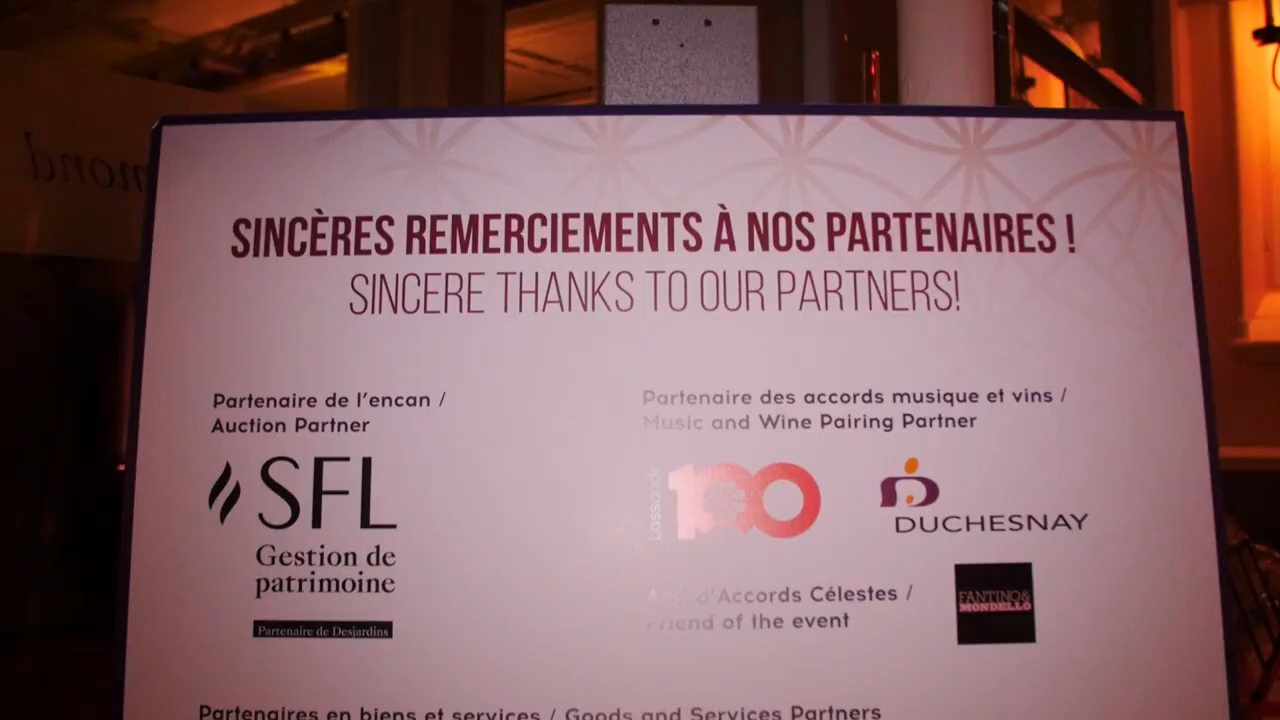 SINCÈRES REMERCIEMENTS À NOS PARTENAIRES !
SINCERE THANKS TO OUR PARTNERS!
Partenaire de l'encan /
Auction Partner
SFL
Gestion de
patrimoine
Partenaire de Desjardins
Partenaire des accords musique et vins /
Music and Wine Pairing Partner
Lassonde
100
DUCHESNAY
d'Accords Célestes /
Friend of the event
FANTINO&
MONDELLO
Partenaires en biens et services / Goods and Services Partners
mond